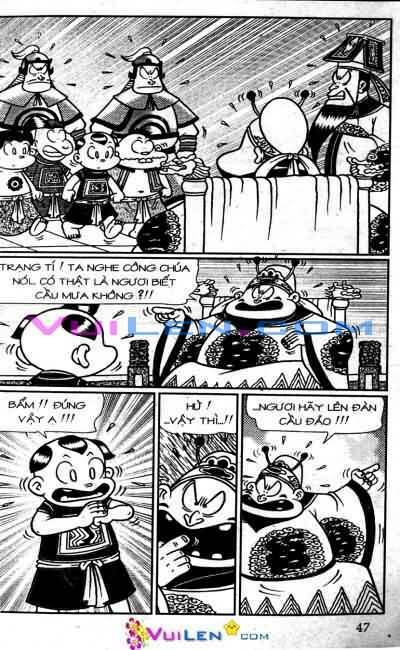 TRẠNG TÍ ! TA NGHE CÔNG CHÚA
NÓI, CÓ THẬT LÀ NGƯƠI BIẾT
CẦU MƯA KHÔNG ?!!
VUILEN.COM
BẨM !! ĐÚNG
VẬY Ạ !!!
HỪ !
...VẬY THÌ...!!
...NGƯƠI HÃY LÊN ĐÀN
CẦU ĐẢO !!!
47
VUILEN.COM